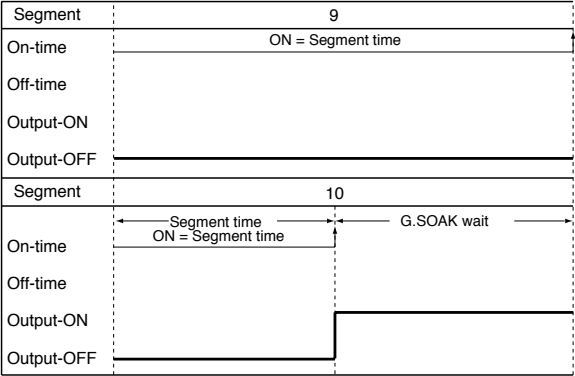 Segment 9
On-time ON = Segment time
Off-time
Output-ON
Output-OFF
Segment 10
Segment time G.SOAK wait
On-time ON = Segment time
Off-time
Output-ON
Output-OFF